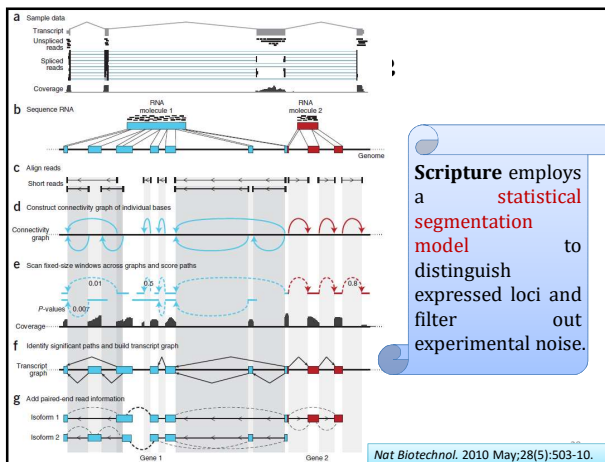 a Sample data
Transcript
Unspliced
reads
Spliced
reads
Coverage
b Sequence RNA
RNA
molecule 1
RNA
molecule 2
Genome
c Align reads
Short reads
d Construct connectivity graph of individual bases
Connectivity
graph
e Scan fixed-size windows across graphs and score paths
0.01
0.5
0.8
P-values
0.007
Coverage
f Identify significant paths and build transcript graph
Transcript
graph
g Add paired-end read information
Isoform 1
Isoform 2
Gene 1
Gene 2
Scripture employs
a statistical
segmentation
model to
distinguish
expressed loci and
filter out
experimental noise.
Nat Biotechnol. 2010 May;28(5):503-10.